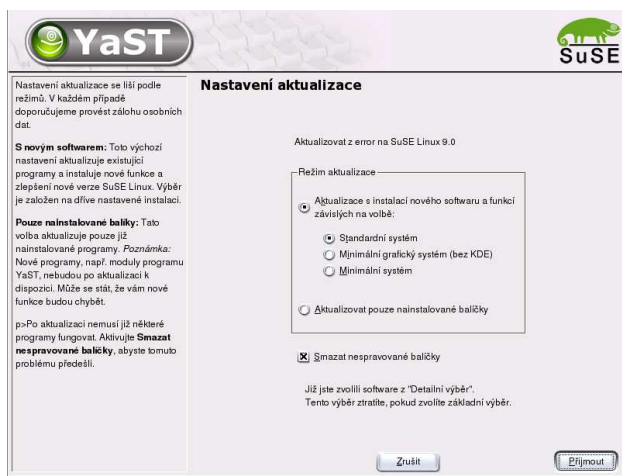 YaST
SuSE
Nastavení aktualizace se liší podle
režimů. V každém případě
doporučujeme provést zálohu osobních
dat.
S novým softwarem: Toto výchozí
nastavení aktualizuje existující
programy a instaluje nové funkce a
zlepšení nové verze SuSE Linux. Výběr
je založen na dříve nastavené instalaci.
Pouze nainstalované balíky: Tato
volba aktualizuje pouze již
nainstalované programy. Poznámka:
Nové programy, např. moduly programu
YaST, nebudou po aktualizaci k
dispozici. Může se stát, že vám nové
funkce budou chybět.
p>Po aktualizaci nemusí již některé
programy fungovat. Aktivujte Smazat
nespravované balíčky, abyste tomuto
problému předešli.
Nastavení aktualizace
Aktualizovat z error na SuSE Linux 9.0
Režim aktualizace
Aktualizace s instalací nového softwaru a funkcí
závislých na volbě:
Standardní systém
Minimální grafický systém (bez KDE)
Minimální systém
Aktualizovat pouze nainstalované balíčky
Smazat nespravované balíčky
Již jste zvolili software z "Detailní výběr".
Tento výběr ztratíte, pokud zvolíte základní výběr.
Zrušit
Přijmout